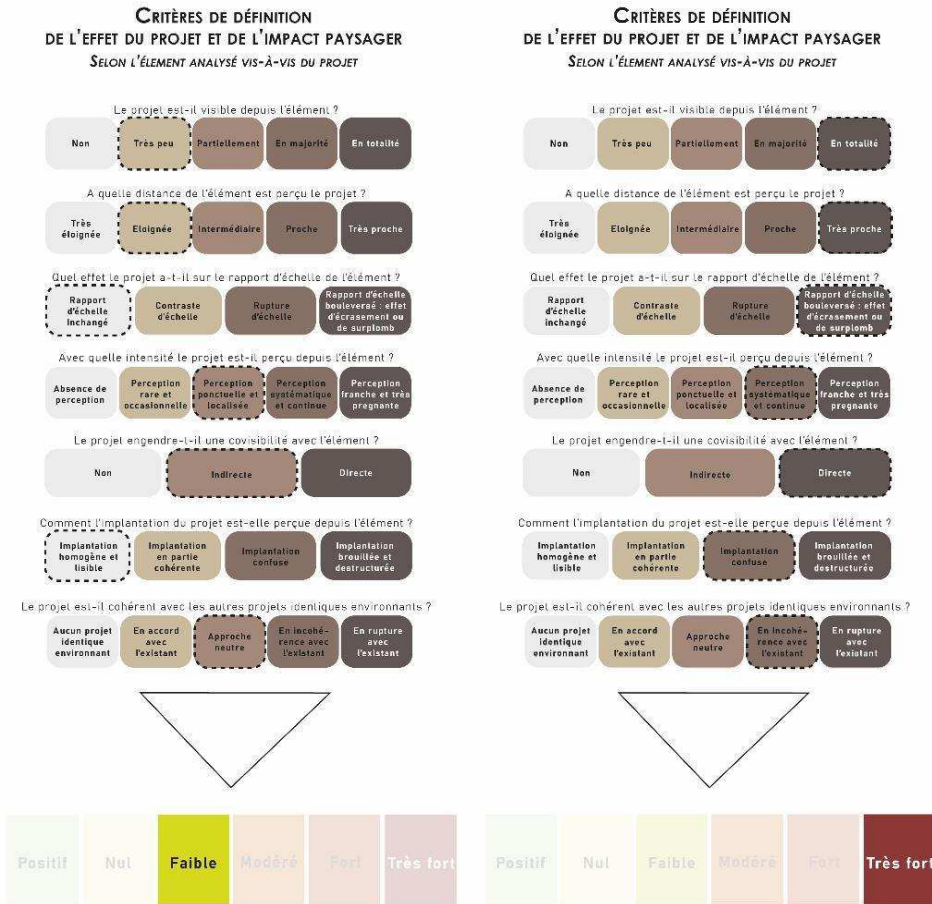 CRITÈRES DE DÉFINITION
DE L'EFFET DU PROJET ET DE L'IMPACT PAYSAGER
SELON L'ÉLEMENT ANALYSÉ VIS-À-VIS DU PROJET
Le projet est-il visible depuis l'élément ?
Non Très peu Partiellement En majorité En totalité
A quelle distance de l'élément est perçu le projet ?
Très éloignée Eloignée Intermédiaire Proche Très proche
Quel effet le projet a-t-il sur le rapport d'échelle de l'élément ?
Rapport d'échelle inchangé Contraste d'échelle Rupture d'échelle Rapport d'échelle bouleversé : effet d'écrasement ou de surplomb
Avec quelle intensité le projet est-il perçu depuis l'élément ?
Absence de perception Perception rare et occasionnelle Perception ponctuelle et localisée Perception systématique et continue Perception franche et très pregnante
Le projet engendre-t-il une covisibilité avec l'élément ?
Non Indirecte Directe
Comment l'implantation du projet est-elle perçue depuis l'élément ?
Implantation homogène et lisible Implantation en partie cohérente Implantation confuse Implantation brouillée et destructurée
Le projet est-il cohérent avec les autres projets identiques environnants ?
Aucun projet identique environnant En accord avec l'existant Approche neutre En incohérence avec l'existant En rupture avec l'existant
Positif Nul Faible Modéré Fort Très fort
CRITÈRES DE DÉFINITION
DE L'EFFET DU PROJET ET DE L'IMPACT PAYSAGER
SELON L'ÉLEMENT ANALYSÉ VIS-À-VIS DU PROJET
Le projet est-il visible depuis l'élément ?
Non Très peu Partiellement En majorité En totalité
A quelle distance de l'élément est perçu le projet ?
Très éloignée Eloignée Intermédiaire Proche Très proche
Quel effet le projet a-t-il sur le rapport d'échelle de l'élément ?
Rapport d'échelle inchangé Contraste d'échelle Rupture d'échelle Rapport d'échelle bouleversé : effet d'écrasement ou de surplomb
Avec quelle intensité le projet est-il perçu depuis l'élément ?
Absence de perception Perception rare et occasionnelle Perception ponctuelle et localisée Perception systématique et continue Perception franche et très pregnante
Le projet engendre-t-il une covisibilité avec l'élément ?
Non Indirecte Directe
Comment l'implantation du projet est-elle perçue depuis l'élément ?
Implantation homogène et lisible Implantation en partie cohérente Implantation confuse Implantation brouillée et destructurée
Le projet est-il cohérent avec les autres projets identiques environnants ?
Aucun projet identique environnant En accord avec l'existant Approche neutre En incohé- rence avec l'existant En rupture avec l'existant
Positif Nul Faible Modéré Fort Très fort